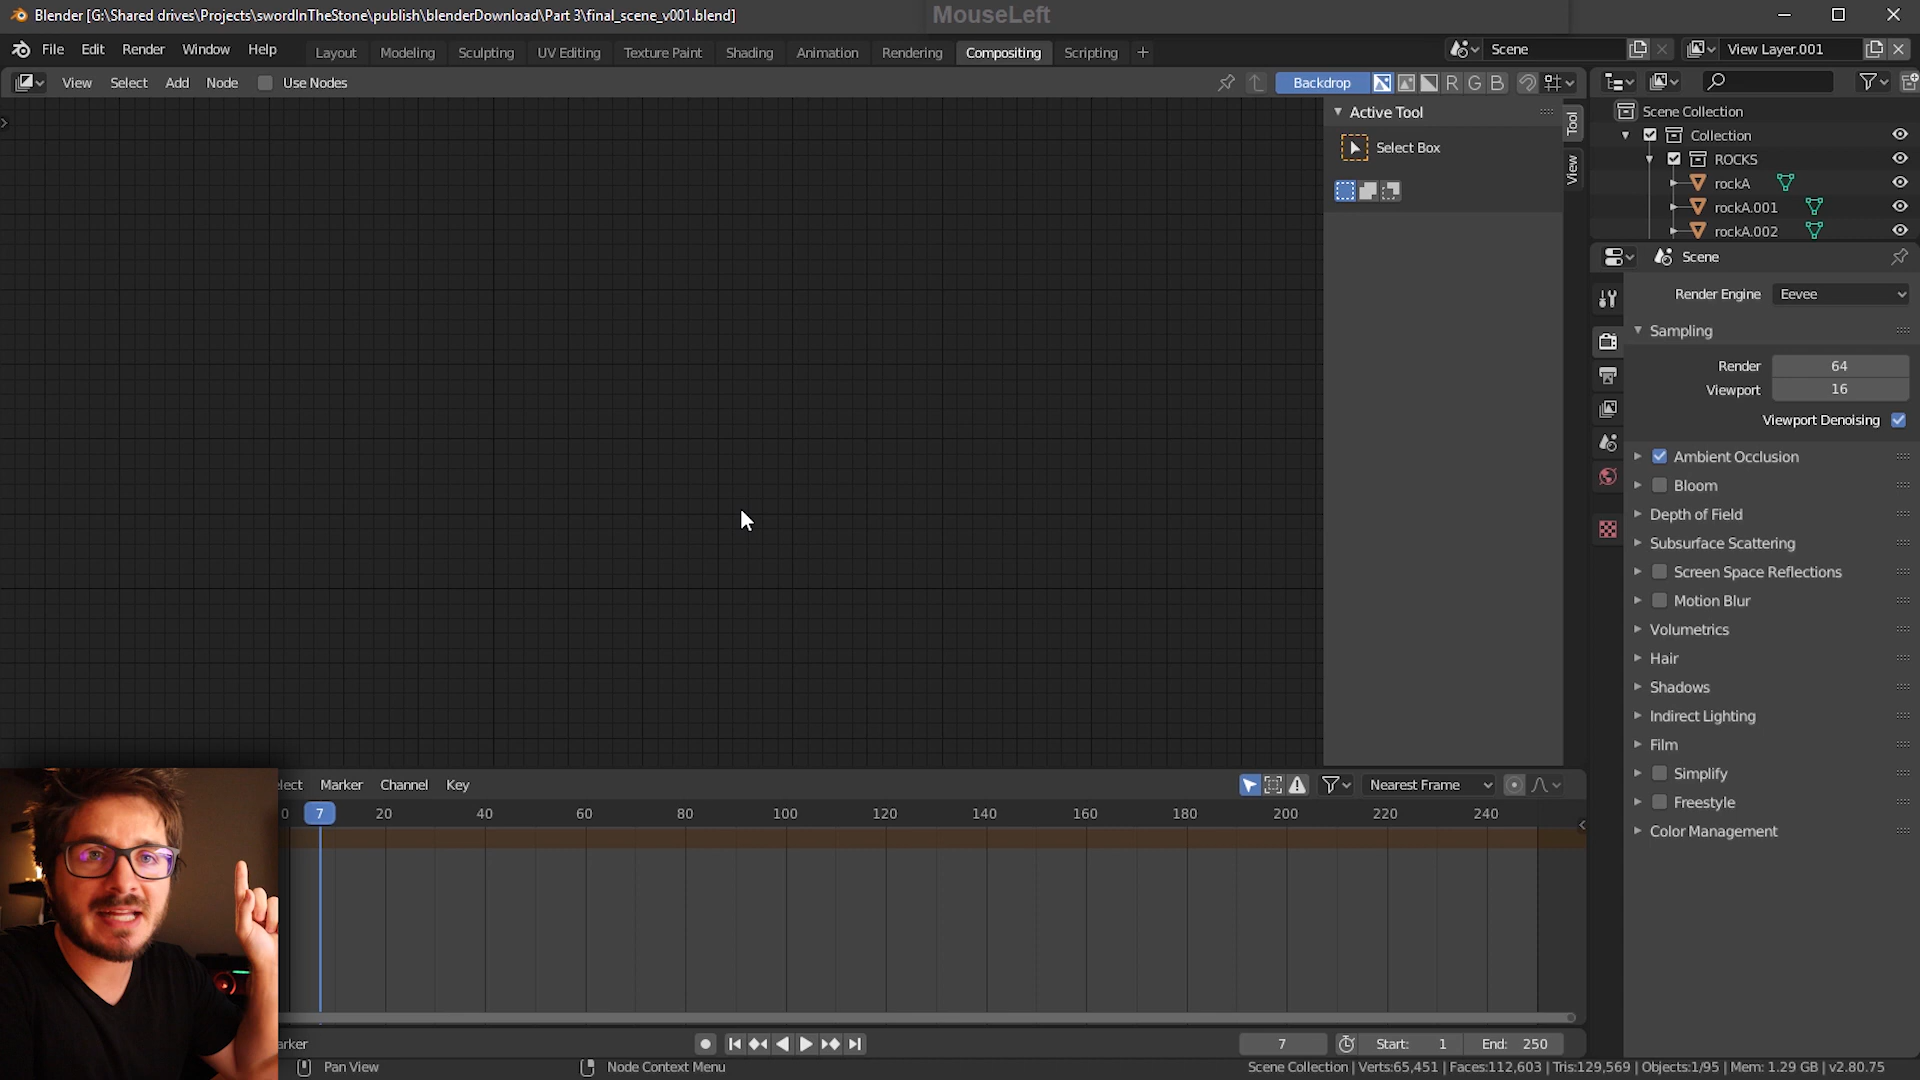 Blender [G:\Shared drives\Projects\swordInTheStone\publish\blenderDownload\Part 3\final_scene_v001.blend]
MouseLeft
File Edit Render Window Help
Layout Modeling Sculpting UV Editing Texture Paint Shading Animation Rendering Compositing Scripting +
Scene
View Layer.001
View Select Add Node Use Nodes
Backdrop R G B
Active Tool
Select Box
Tool
View
Scene Collection
Collection
ROCKS
rockA
rockA.001
rockA.002
Scene
Render Engine Eevee
Sampling
Render 64
Viewport 16
Viewport Denoising
Ambient Occlusion
Bloom
Depth of Field
Subsurface Scattering
Screen Space Reflections
Motion Blur
Volumetrics
Hair
Shadows
Indirect Lighting
Film
Simplify
Freestyle
Color Management
lect Marker Channel Key
Nearest Frame
0 7 20 40 60 80 100 120 140 160 180 200 220 240
arker
7 Start: 1 End: 250
Pan View
Node Context Menu
Scene Collection | Verts:65,451 | Faces:112,603 | Tris:129,569 | Objects:1/95 | Mem: 1.29 GB | v2.80.75